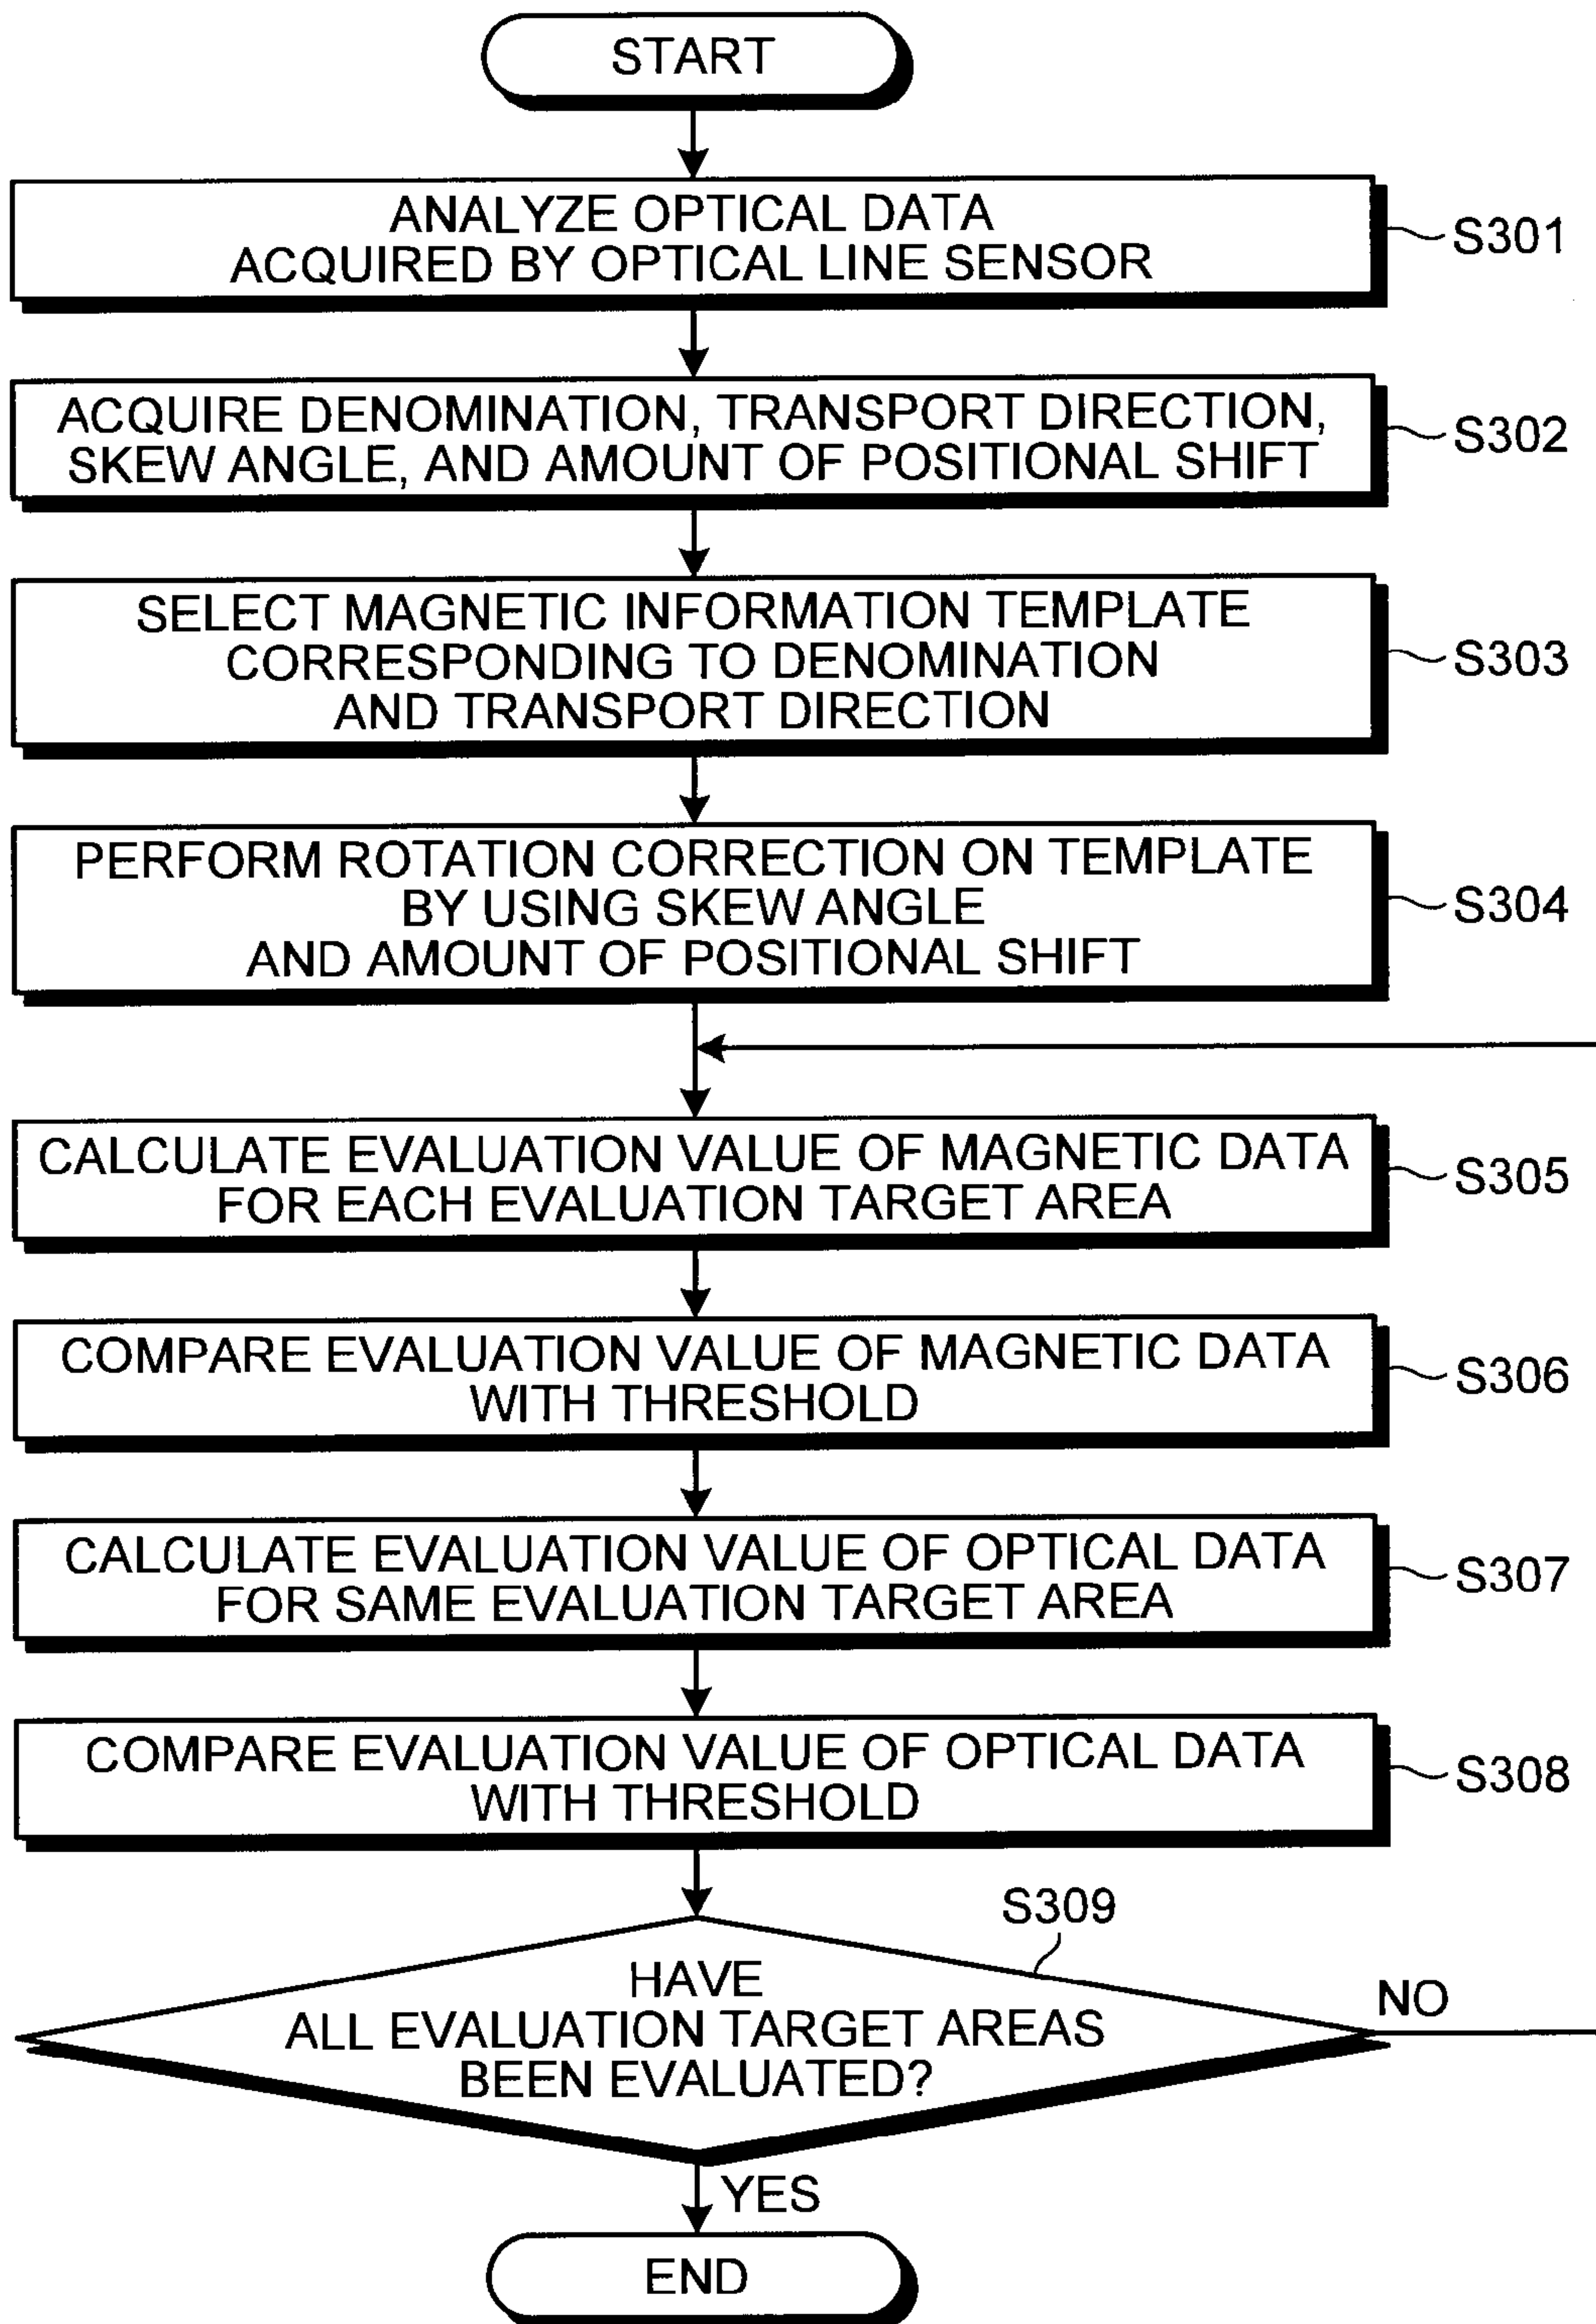 START
ANALYZE OPTICAL DATA
ACQUIRED BY OPTICAL LINE SENSOR
S301
ACQUIRE DENOMINATION, TRANSPORT DIRECTION,
SKEW ANGLE, AND AMOUNT OF POSITIONAL SHIFT
S302
SELECT MAGNETIC INFORMATION TEMPLATE
CORRESPONDING TO DENOMINATION
AND TRANSPORT DIRECTION
S303
PERFORM ROTATION CORRECTION ON TEMPLATE
BY USING SKEW ANGLE
AND AMOUNT OF POSITIONAL SHIFT
S304
CALCULATE EVALUATION VALUE OF MAGNETIC DATA
FOR EACH EVALUATION TARGET AREA
S305
COMPARE EVALUATION VALUE OF MAGNETIC DATA
WITH THRESHOLD
S306
CALCULATE EVALUATION VALUE OF OPTICAL DATA
FOR SAME EVALUATION TARGET AREA
S307
COMPARE EVALUATION VALUE OF OPTICAL DATA
WITH THRESHOLD
S308
S309
HAVE
ALL EVALUATION TARGET AREAS
BEEN EVALUATED?
NO
YES
END